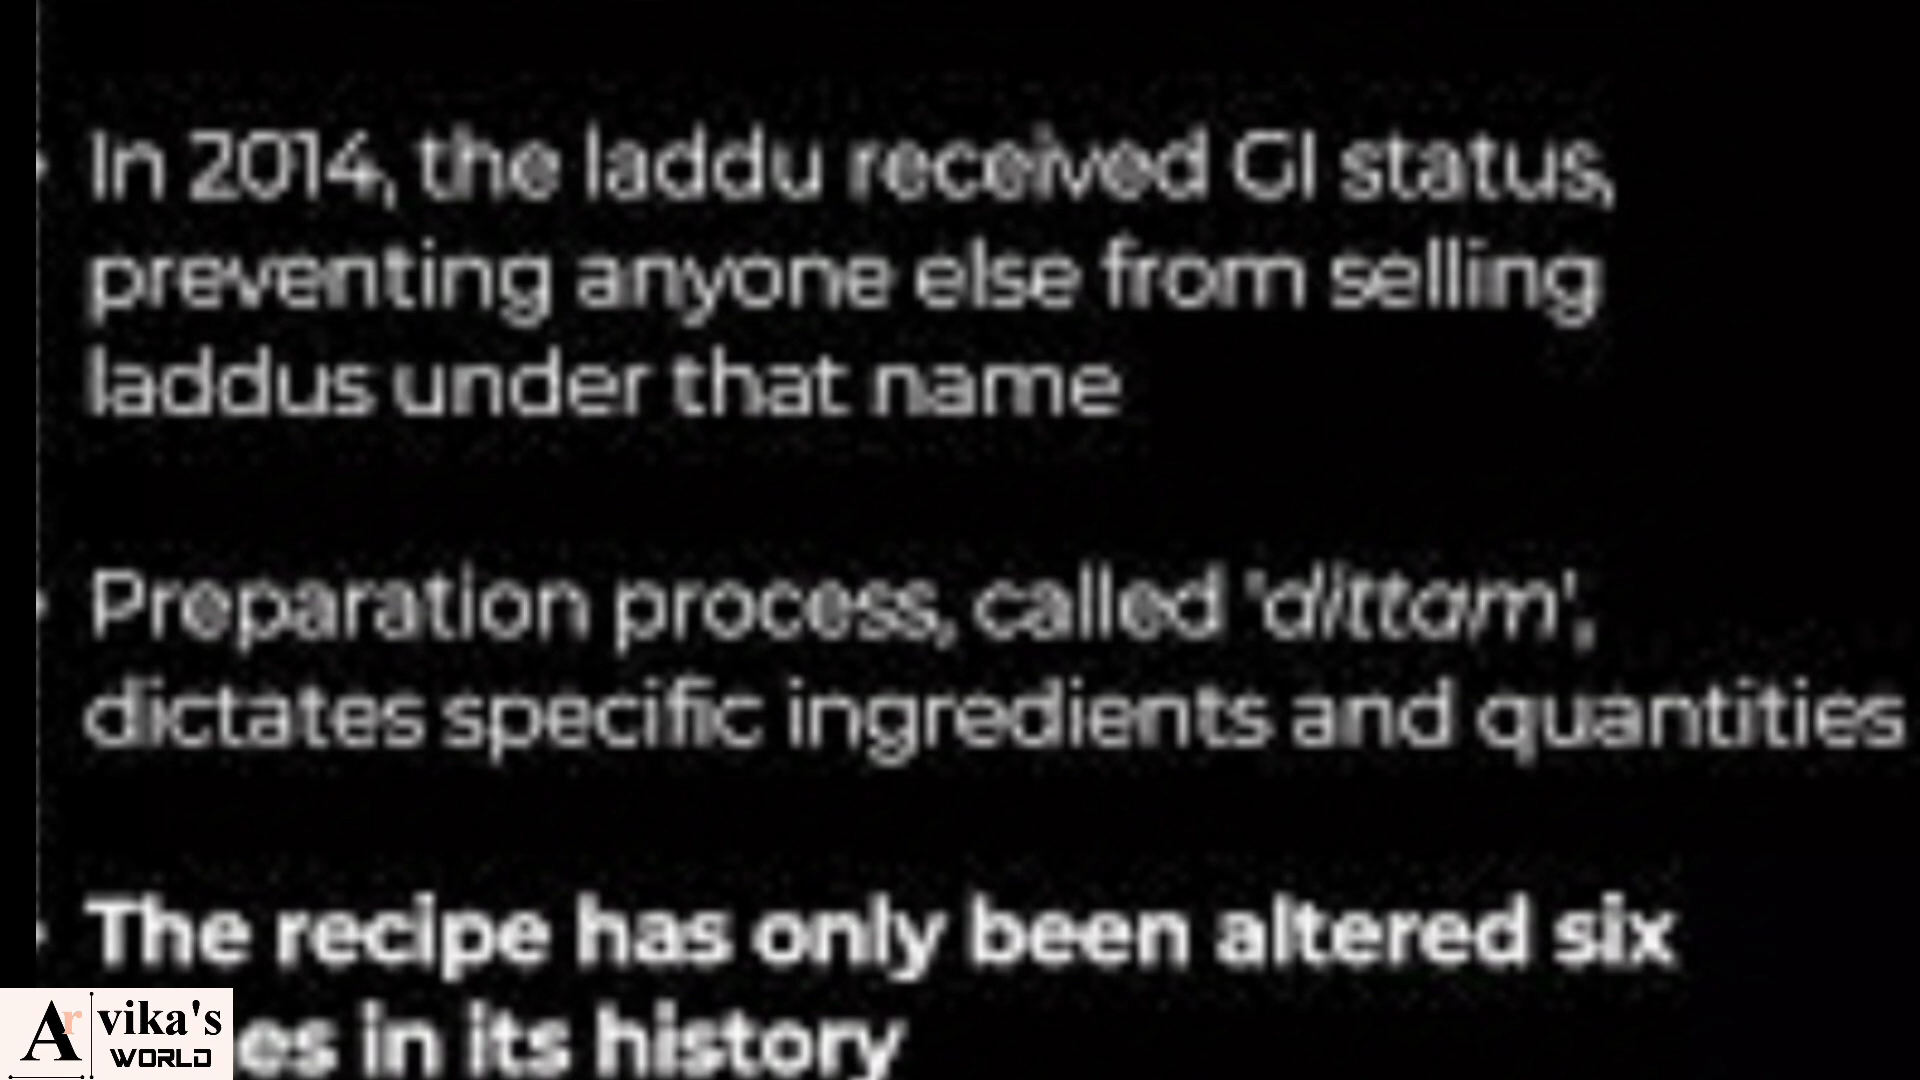 • In 2014, the laddu received GI status,
preventing anyone else from selling
laddus under that name
• Preparation process, called 'dittam',
dictates specific ingredients and quantities
• The recipe has only been altered six
es in its history
Ar vika's
WORLD